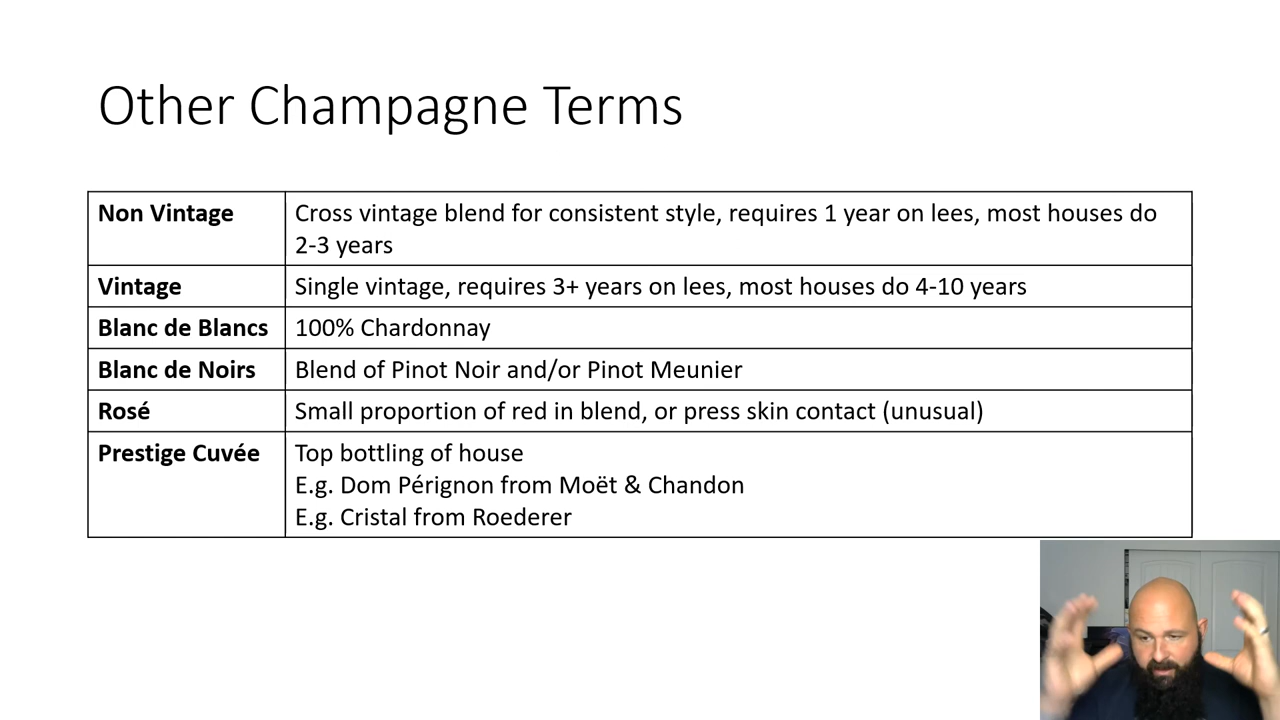 Other Champagne Terms
Non Vintage
Cross vintage blend for consistent style, requires 1 year on lees, most houses do
2-3 years
Vintage
Single vintage, requires 3+ years on lees, most houses do 4-10 years
Blanc de Blancs
100% Chardonnay
Blanc de Noirs
Blend of Pinot Noir and/or Pinot Meunier
Rosé
Small proportion of red in blend, or press skin contact (unusual)
Prestige Cuvée
Top bottling of house
E.g. Dom Pérignon from Moët & Chandon
E.g. Cristal from Roederer